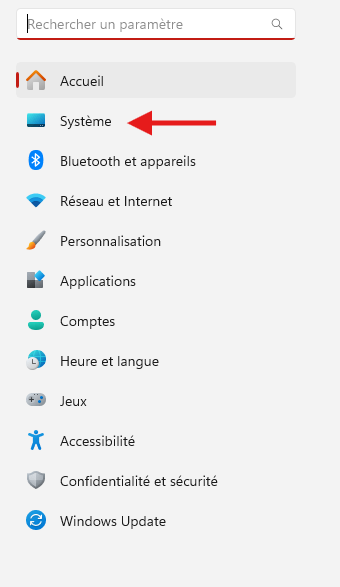 Rechercher un paramètre
Accueil
Système
Bluetooth et appareils
Réseau et Internet
Personnalisation
Applications
Comptes
Heure et langue
Jeux
Accessibilité
Confidentialité et sécurité
Windows Update